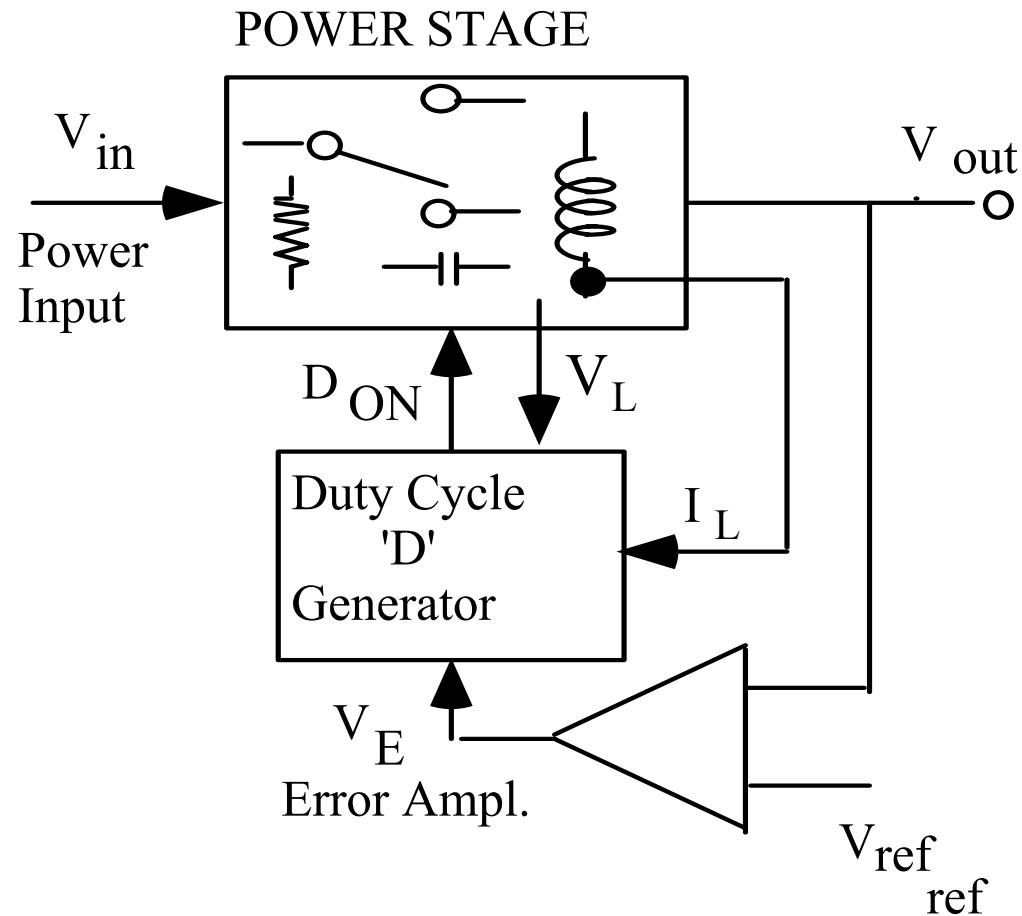 POWER STAGE
V in
V out
Power
Input
D ON
V L
Duty Cycle
'D'
Generator
I L
V E
Error Ampl.
V ref
ref